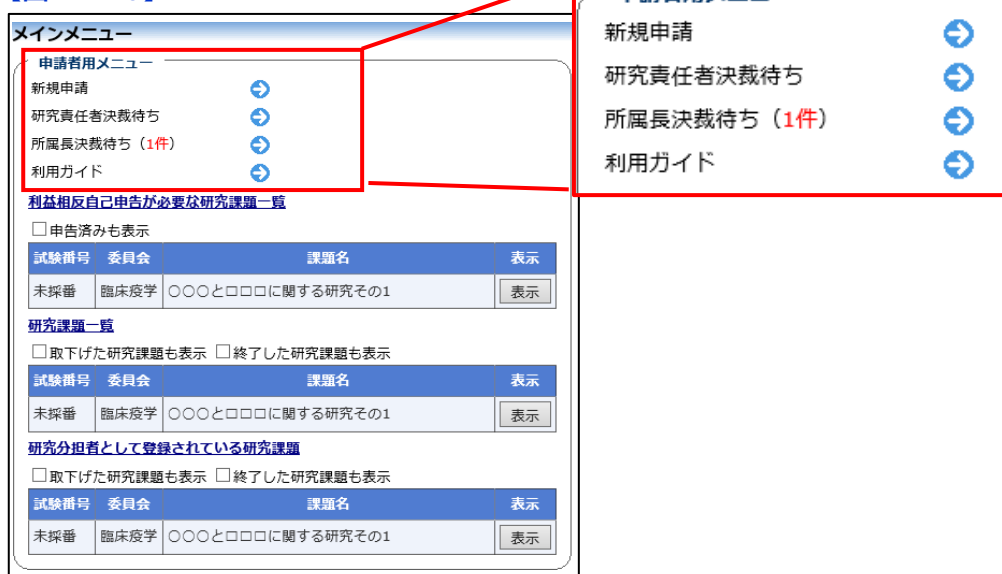 メインメニュー
申請者用メニュー
新規申請
研究責任者決裁待ち
所属長決裁待ち（1件）
利用ガイド
利益相反自己申告が必要な研究課題一覧
□申告済みも表示
試験番号 委員会 課題名 表示
未採番 臨床疫学 ○○○と□□□に関する研究その1 表示
研究課題一覧
□取下げた研究課題も表示 □終了した研究課題も表示
試験番号 委員会 課題名 表示
未採番 臨床疫学 ○○○と□□□に関する研究その1 表示
研究分担者として登録されている研究課題
□取下げた研究課題も表示 □終了した研究課題も表示
試験番号 委員会 課題名 表示
未採番 臨床疫学 ○○○と□□□に関する研究その1 表示
新規申請
研究責任者決裁待ち
所属長決裁待ち（1件）
利用ガイド